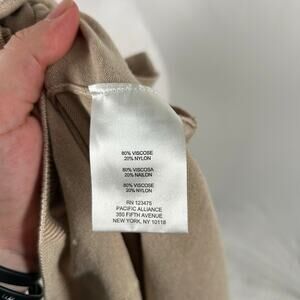 80% VISCOSE
20% NYLON
80% VISCOSA
20% NAILON
80% VISCOSE
20% NYLON
RN 123475
PACIFIC ALLIANCE
350 FIFTH AVENUE
NEW YORK, NY 10118